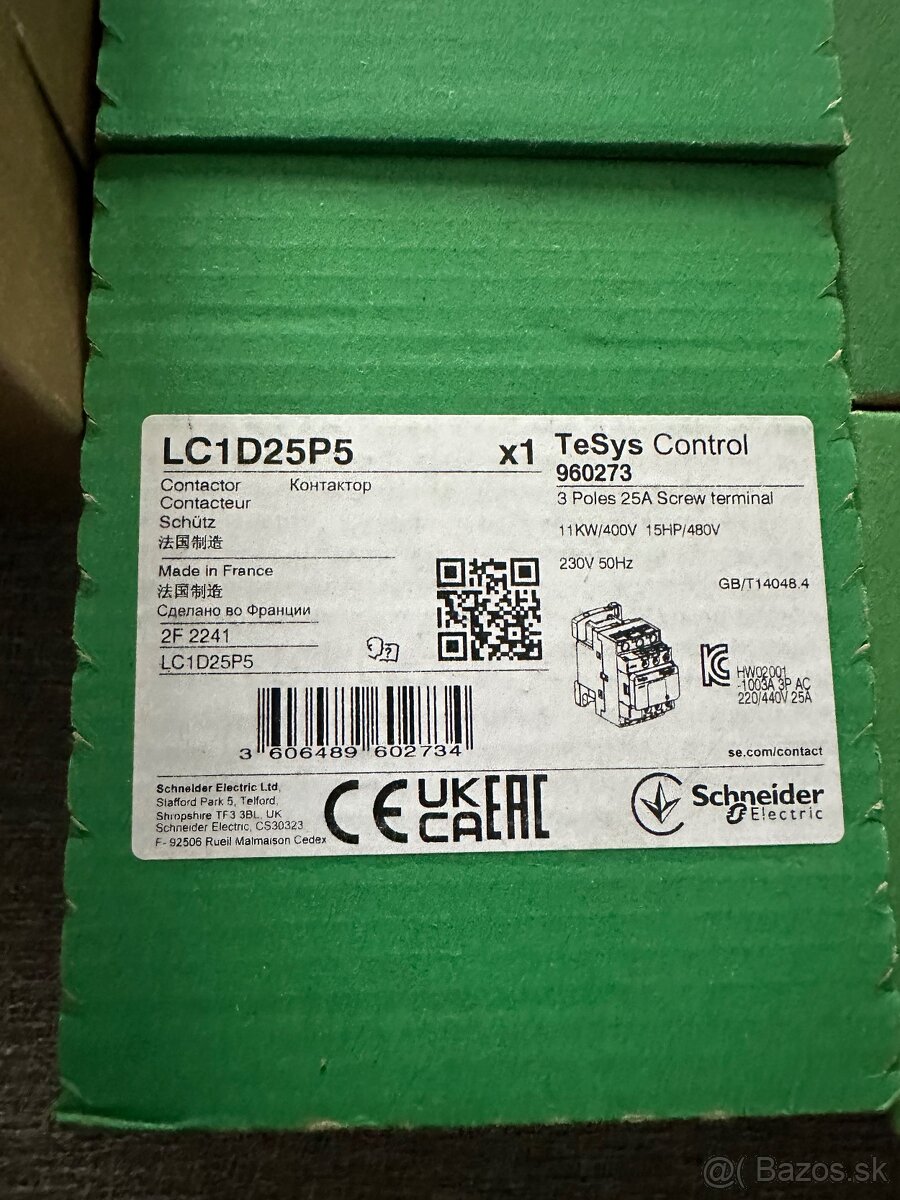 LC1D25P5 x1
Contactor Контактор
Contacteur
Schütz
法国制造
Made in France
法国制造
Сделано во Франции
2F 2241
LC1D25P5
3 606489 602734
TeSys Control
960273
3 Poles 25A Screw terminal
11KW/400V 15HP/480V
230V 50Hz
GB/T14048.4
HW02001
-1003A 3P AC
220/440V 25A
se.com/contact
Schneider Electric Ltd,
Stafford Park 5, Telford,
Shropshire TF3 3BL, UK
Schneider Electric, CS30323
F- 92506 Rueil Malmaison Cedex
CE UK CA EAC
Schneider
Electric
@( Bazos.sk